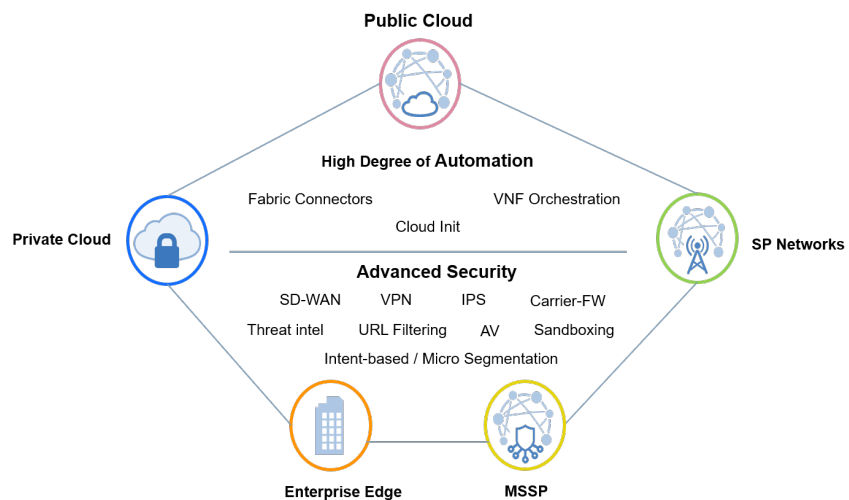 Public Cloud
High Degree of Automation
Fabric Connectors
VNF Orchestration
Cloud Init
Private Cloud
SP Networks
Advanced Security
SD-WAN VPN IPS Carrier-FW
Threat intel URL Filtering AV Sandboxing
Intent-based / Micro Segmentation
Enterprise Edge
MSSP